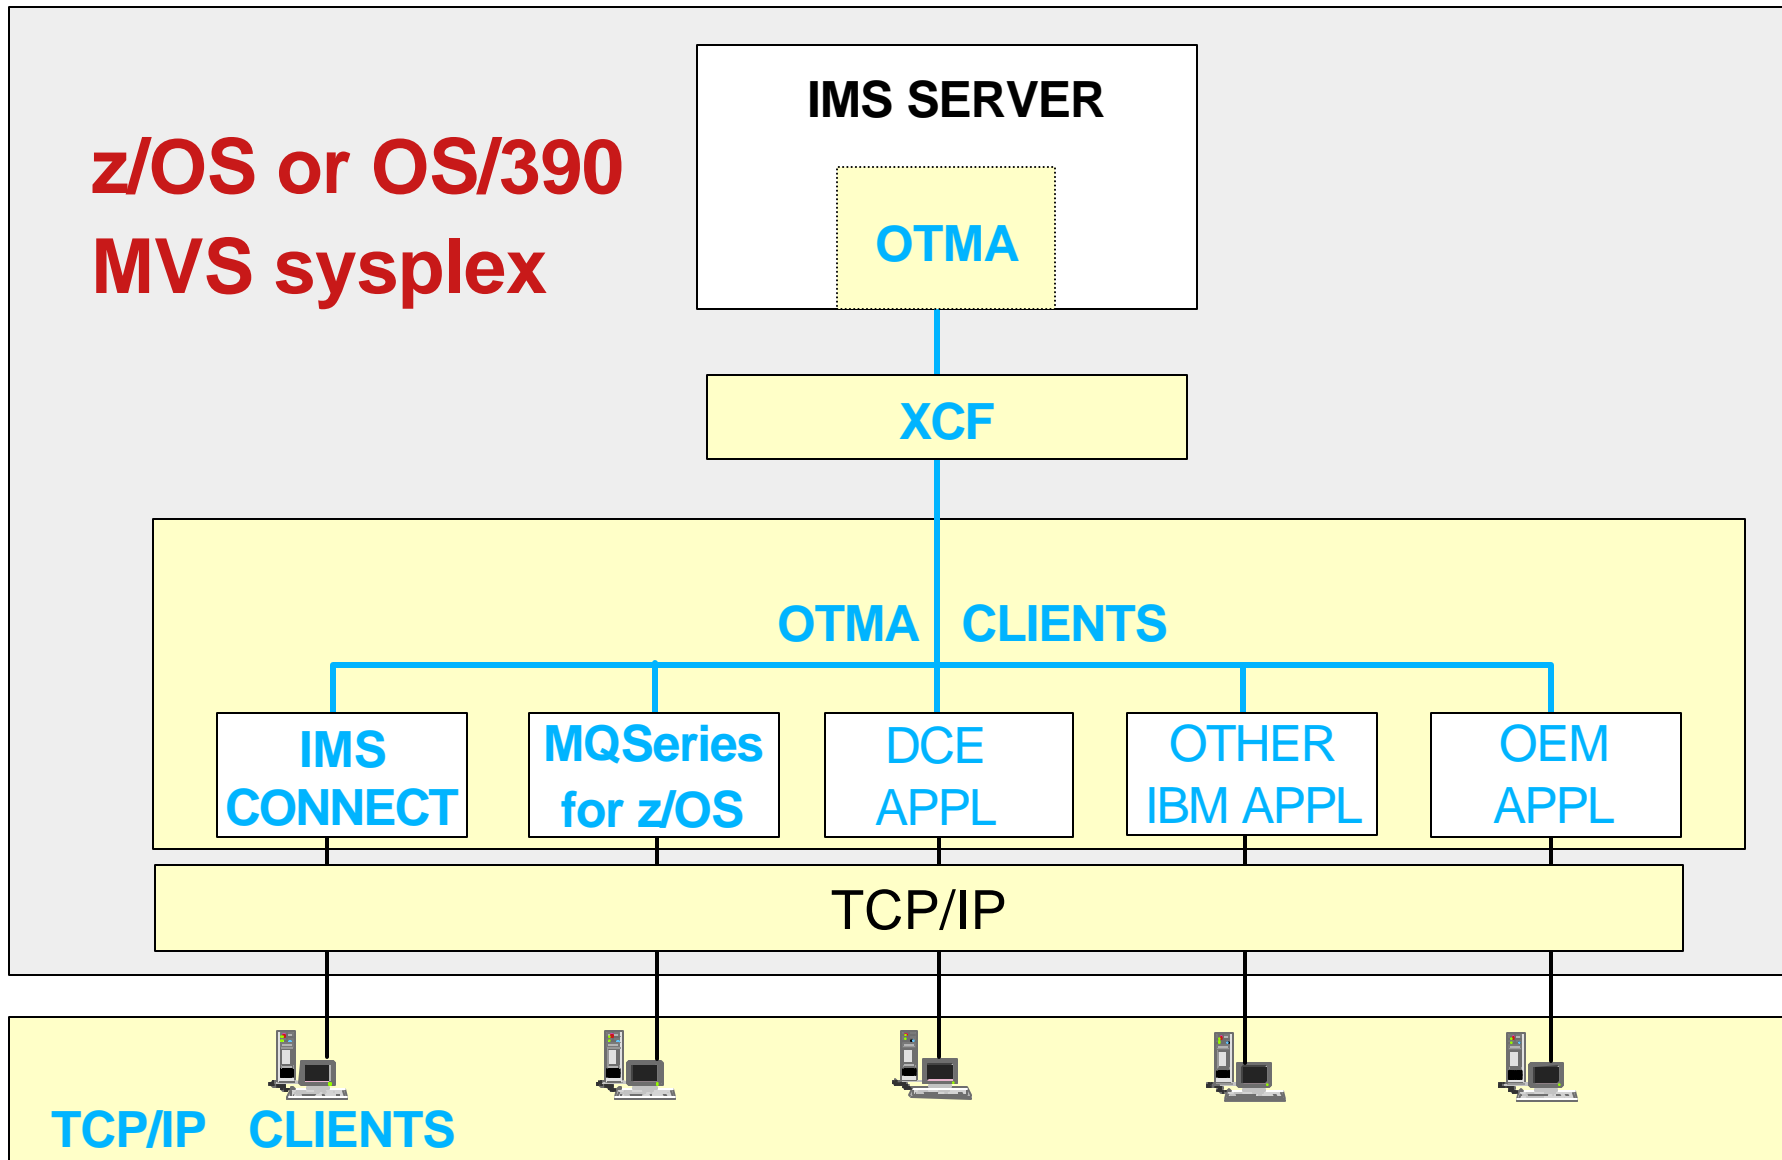 IMS SERVER
z/OS or OS/390
MVS sysplex
OTMA
XCF
OTMA CLIENTS
IMS
CONNECT
MQSeries
for z/OS
DCE
APPL
OTHER
IBM APPL
OEM
APPL
TCP/IP
TCP/IP CLIENTS